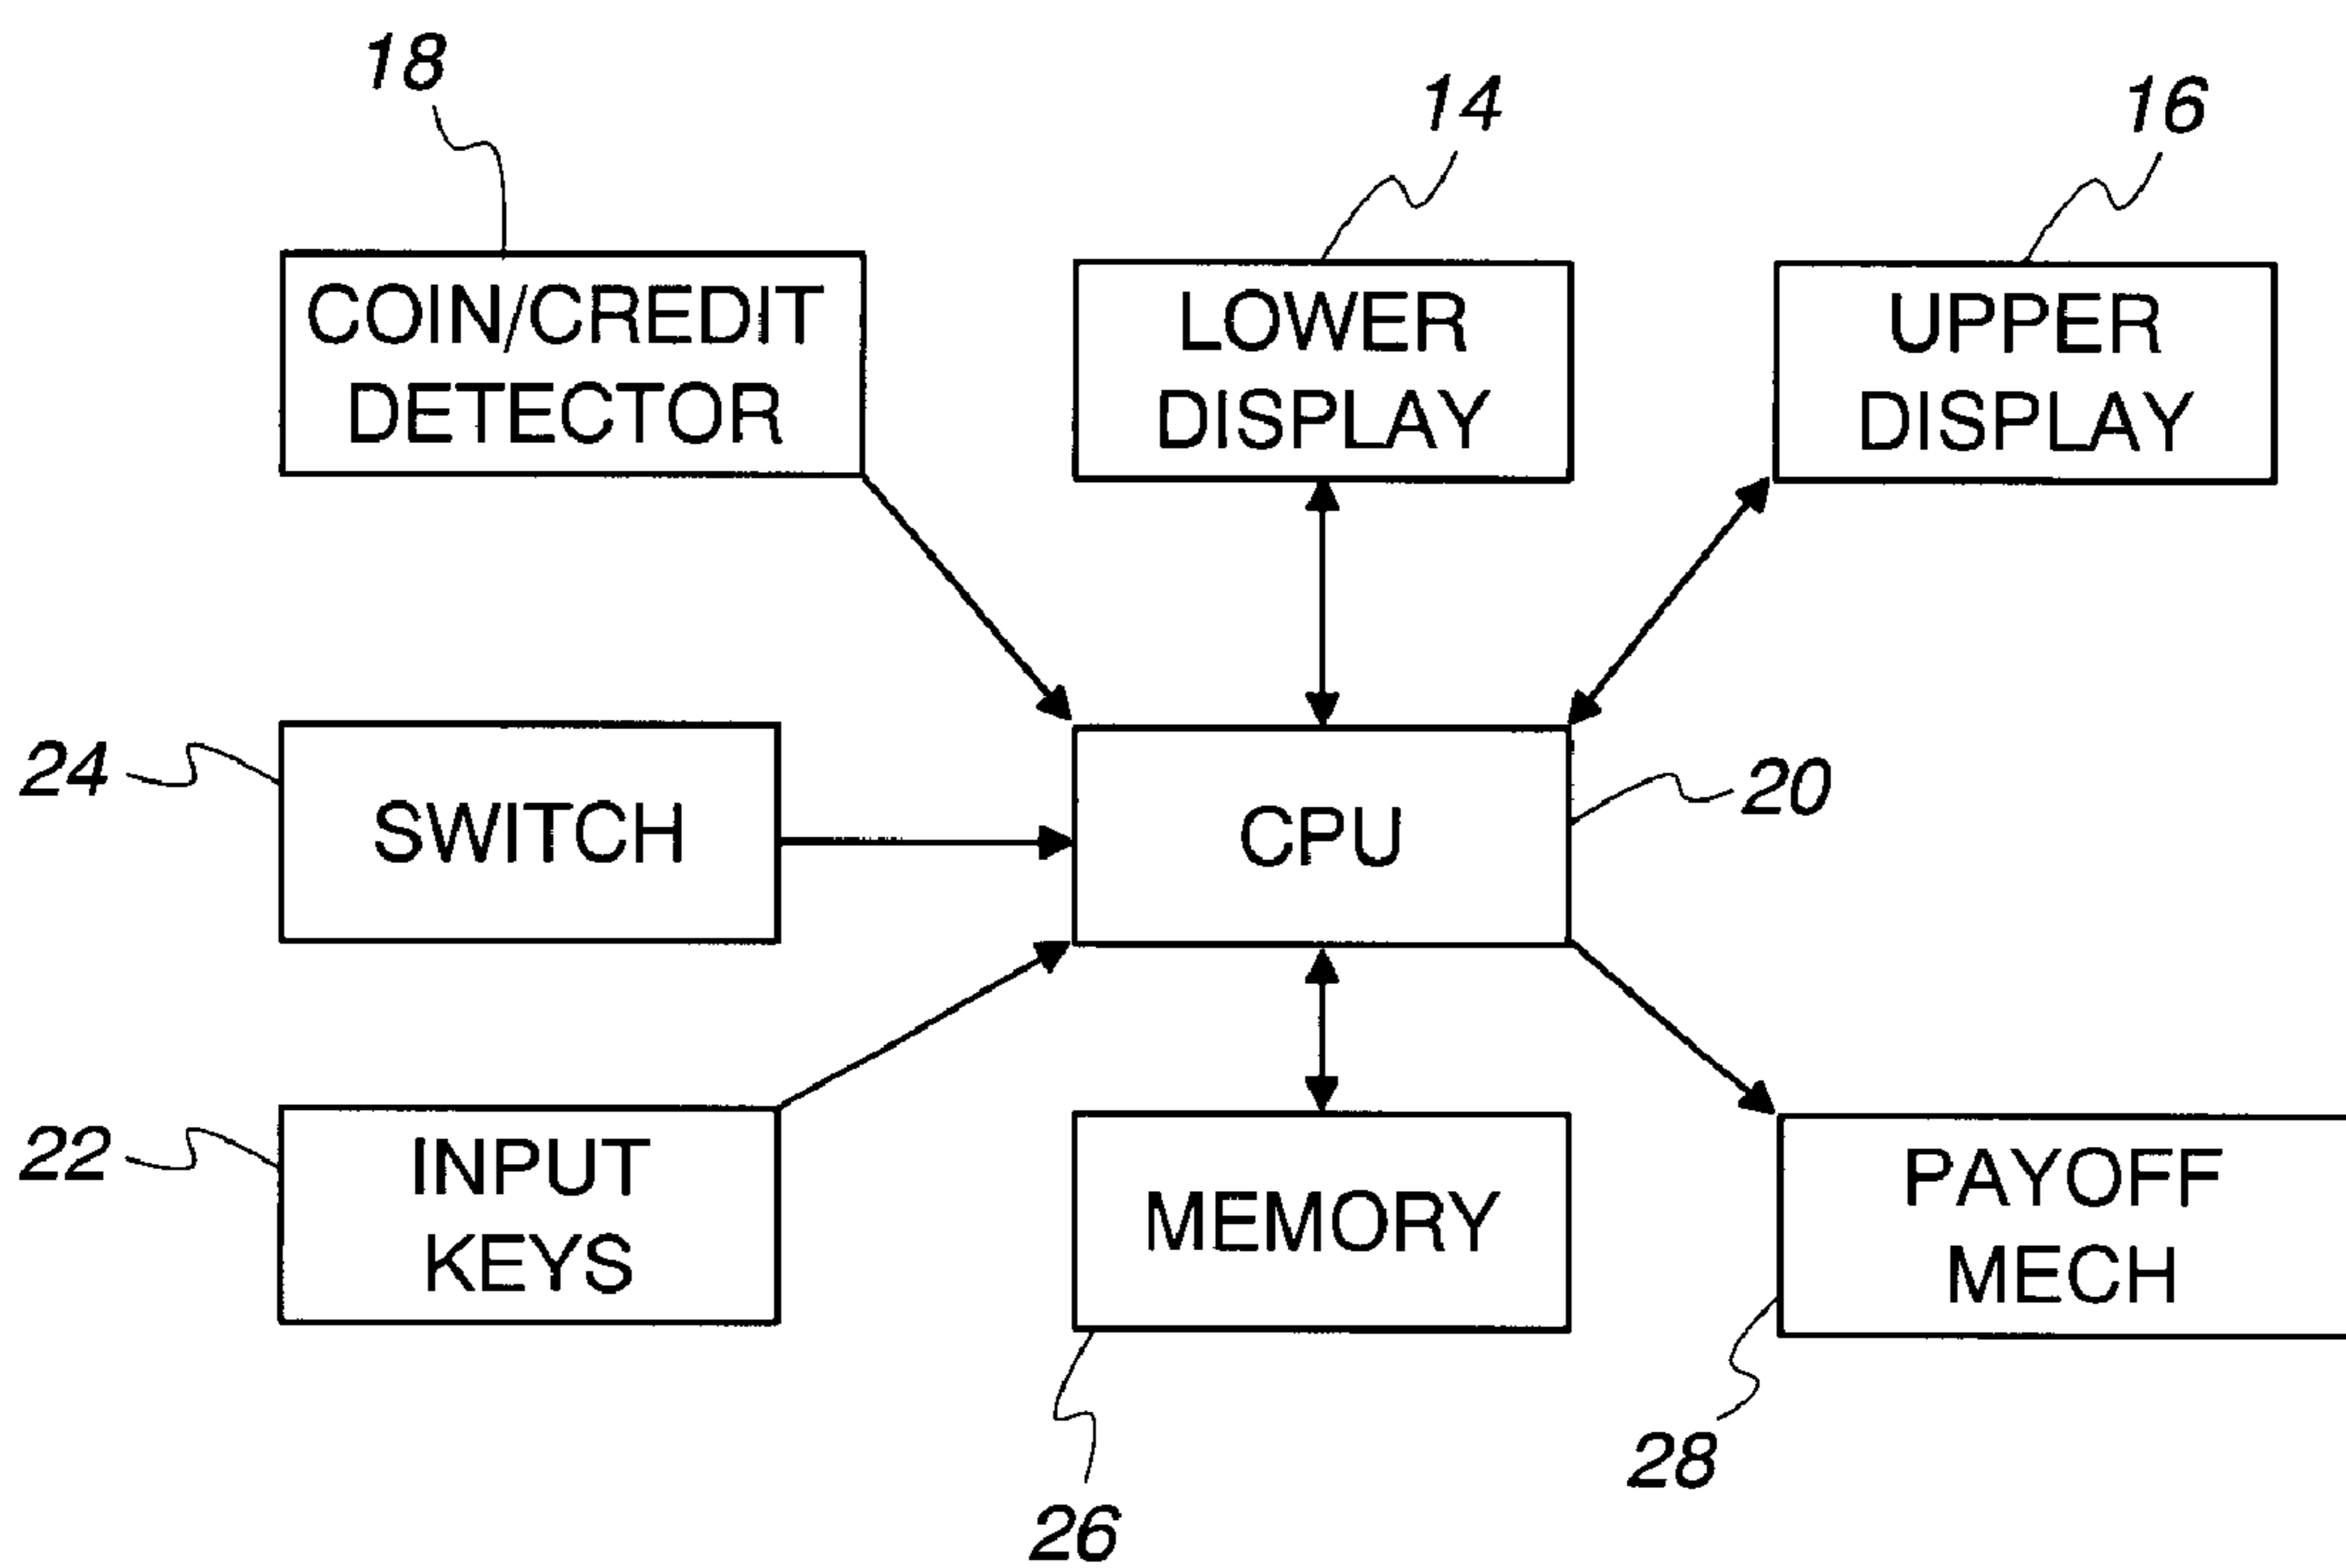 18
14
16
COIN/CREDIT
DETECTOR
LOWER
DISPLAY
UPPER
DISPLAY
24
SWITCH
CPU
20
22
INPUT
KEYS
MEMORY
PAYOFF
MECH
26
28